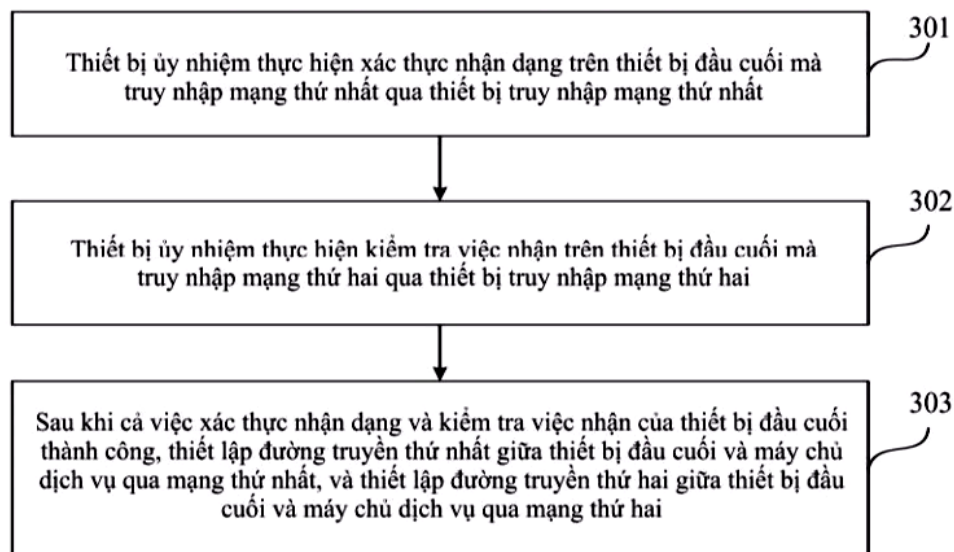 301
Thiết bị ủy nhiệm thực hiện xác thực nhận dạng trên thiết bị đầu cuối mà
truy nhập mạng thứ nhất qua thiết bị truy nhập mạng thứ nhất
302
Thiết bị ủy nhiệm thực hiện kiểm tra việc nhận trên thiết bị đầu cuối mà
truy nhập mạng thứ hai qua thiết bị truy nhập mạng thứ hai
303
Sau khi cả việc xác thực nhận dạng và kiểm tra việc nhận của thiết bị đầu cuối
thành công, thiết lập đường truyền thứ nhất giữa thiết bị đầu cuối và máy chủ
dịch vụ qua mạng thứ nhất, và thiết lập đường truyền thứ hai giữa thiết bị đầu
cuối và máy chủ dịch vụ qua mạng thứ hai